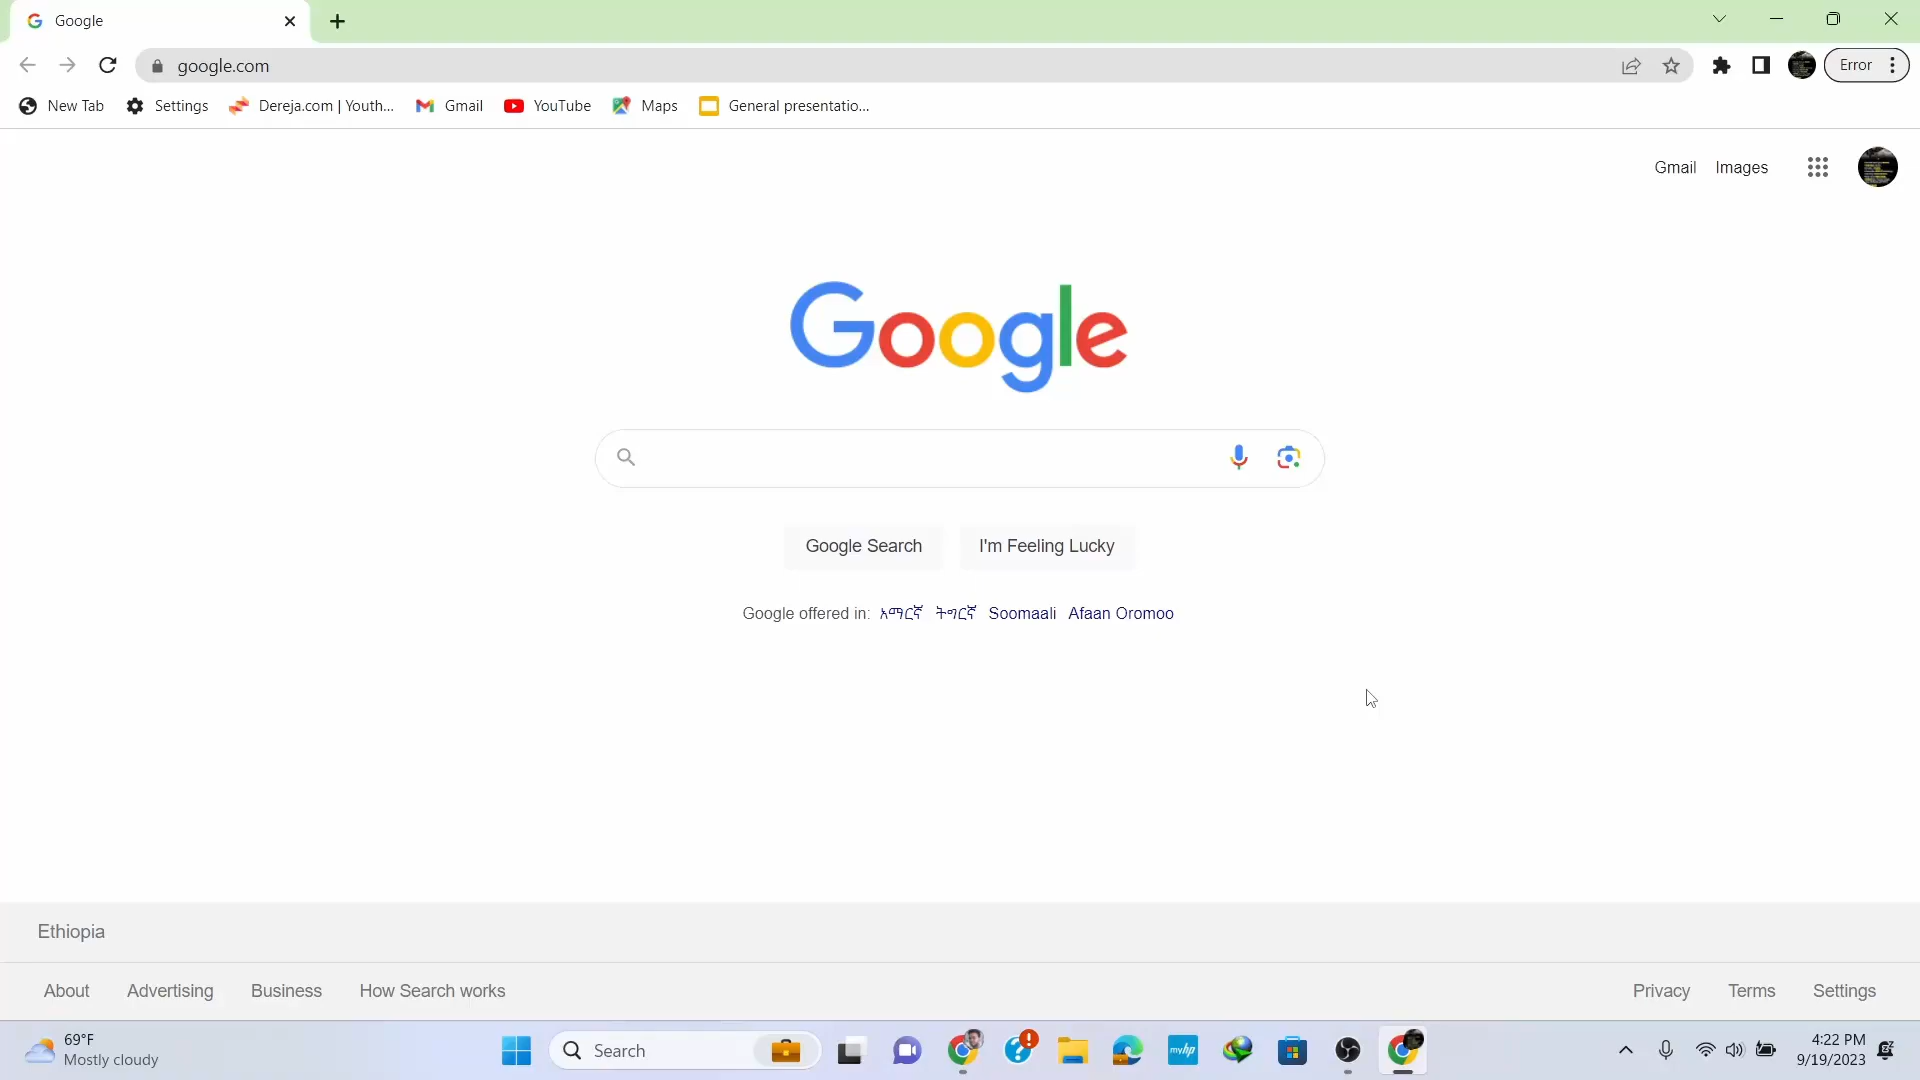 Google
google.com
Error
New Tab
Settings
Dereja.com | Youth...
Gmail
YouTube
Maps
General presentatio...
Gmail
Images
Google
Google Search
I'm Feeling Lucky
Google offered in: አማርኛ ትግርኛ Soomaali Afaan Oromoo
Ethiopia
About
Advertising
Business
How Search works
Privacy
Terms
Settings
69°F
Mostly cloudy
Search
myhp
4:22 PM
9/19/2023